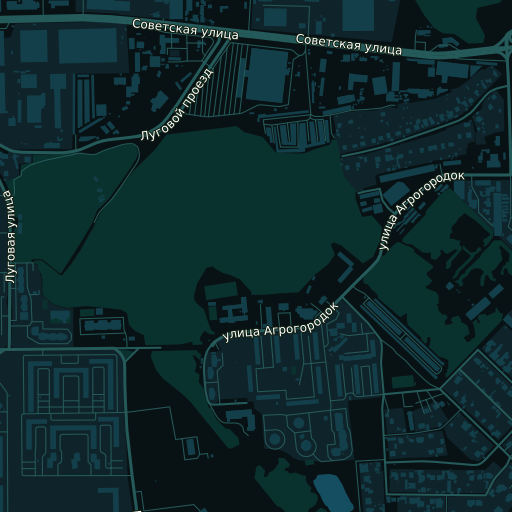 Советская улица
Советская улица
Луговой проезд
улица Агрогородок
Луговая улица
улица Агрогородок